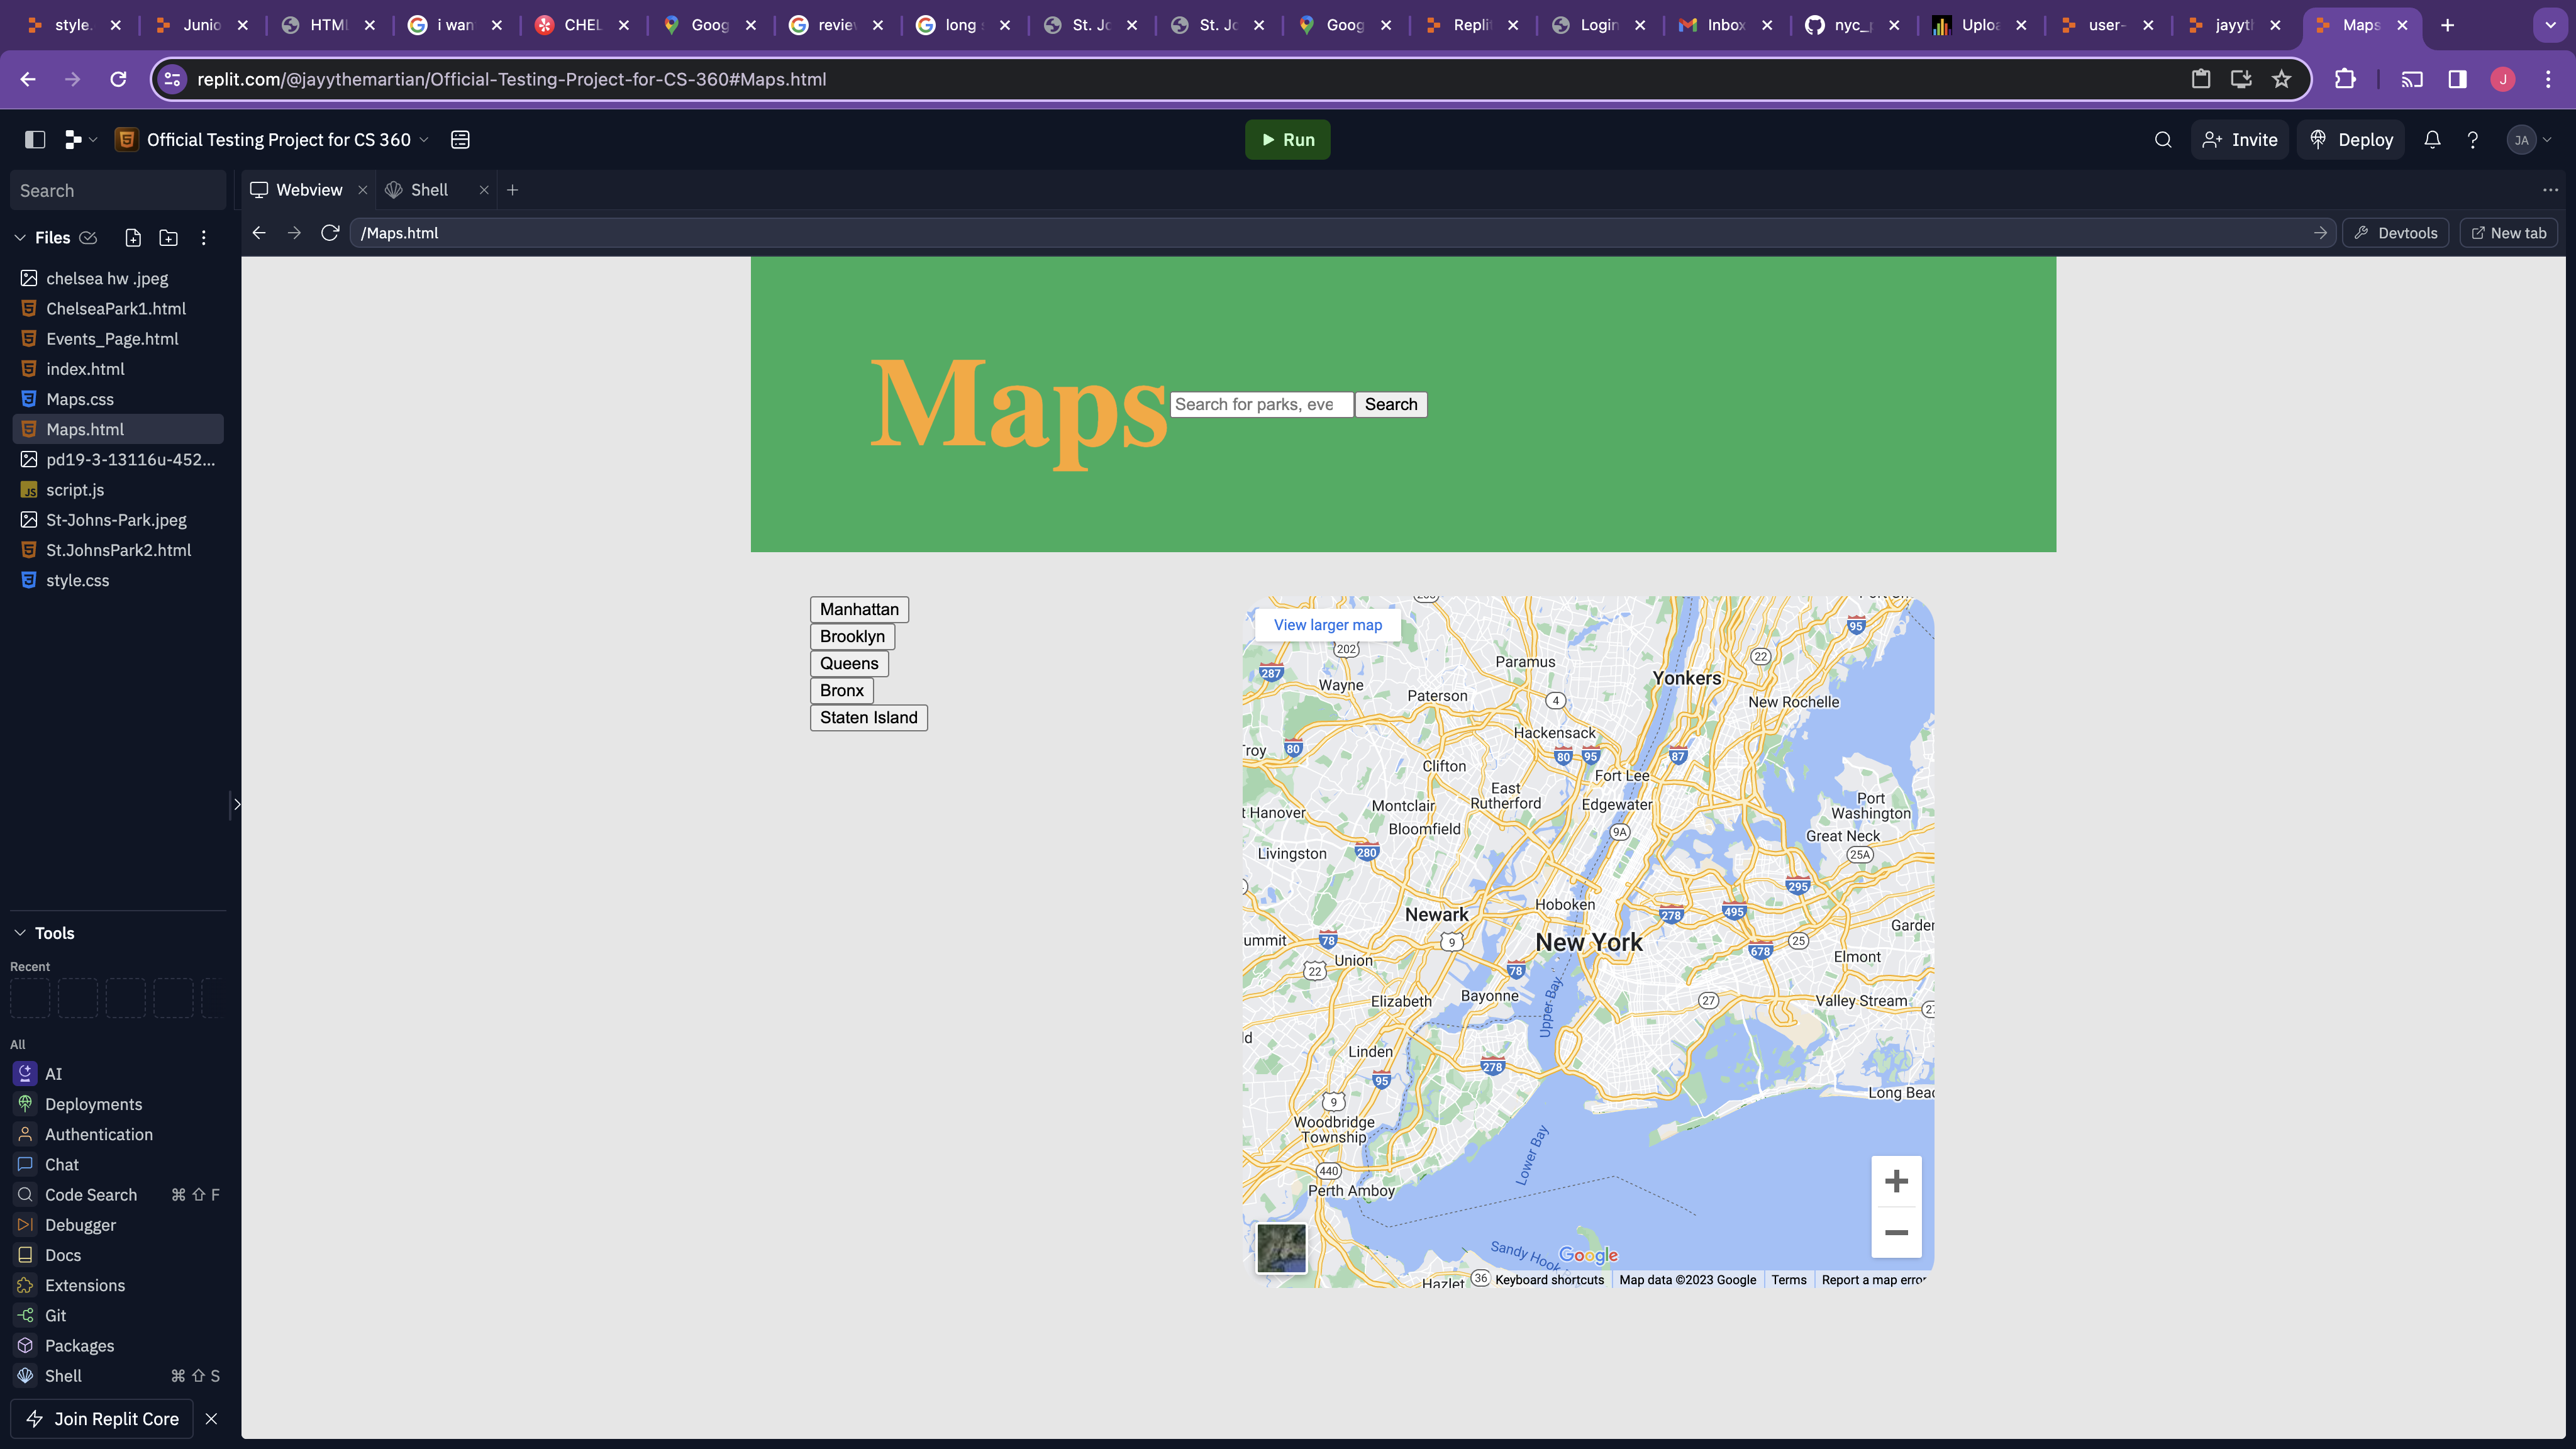 style.
Junio
HTML
i wan
CHEL
Goog
review
long s
St. Jo
St. Jo
Goog
Replit
Login
Inbox
nyc_p
Uploa
user-
jayyth
Maps
replit.com/@jayythemartian/Official-Testing-Project-for-CS-360#Maps.html
J
Official Testing Project for CS 360
Run
Invite
Deploy
JA
Search
Webview
Shell
Files
/Maps.html
Devtools
New tab
chelsea hw .jpeg
ChelseaPark1.html
Events_Page.html
index.html
Maps.css
Maps.html
pd19-3-13116u-452...
script.js
St-Johns-Park.jpeg
St.JohnsPark2.html
style.css
Tools
Recent
All
AI
Deployments
Authentication
Chat
Code Search ⌘ ⇧ F
Debugger
Docs
Extensions
Git
Packages
Shell ⌘ ⇧ S
Join Replit Core
Maps
Search for parks, eve
Search
Manhattan
Brooklyn
Queens
Bronx
Staten Island
View larger map
95
202
Paramus
22
287
Wayne
Yonkers
Paterson
4
New Rochelle
Hackensack
Troy
80
80
95
87
Clifton
Fort Lee
East
Rutherford
Edgewater
Montclair
Port
Washington
t Hanover
Bloomfield
9A
Great Neck
Livingston
280
25A
295
Hoboken
Newark
278
495
Garden
ummit
78
9
New York
678
25
Elmont
Union
22
78
Bayonne
Elizabeth
Upper Bay
27
Valley Stream
27
ld
Linden
278
95
Long Beac
9
Woodbridge
Township
Lower Bay
440
Perth Amboy
Sandy Hook
Google
Hazlet
36
Keyboard shortcuts
Map data ©2023 Google
Terms
Report a map error